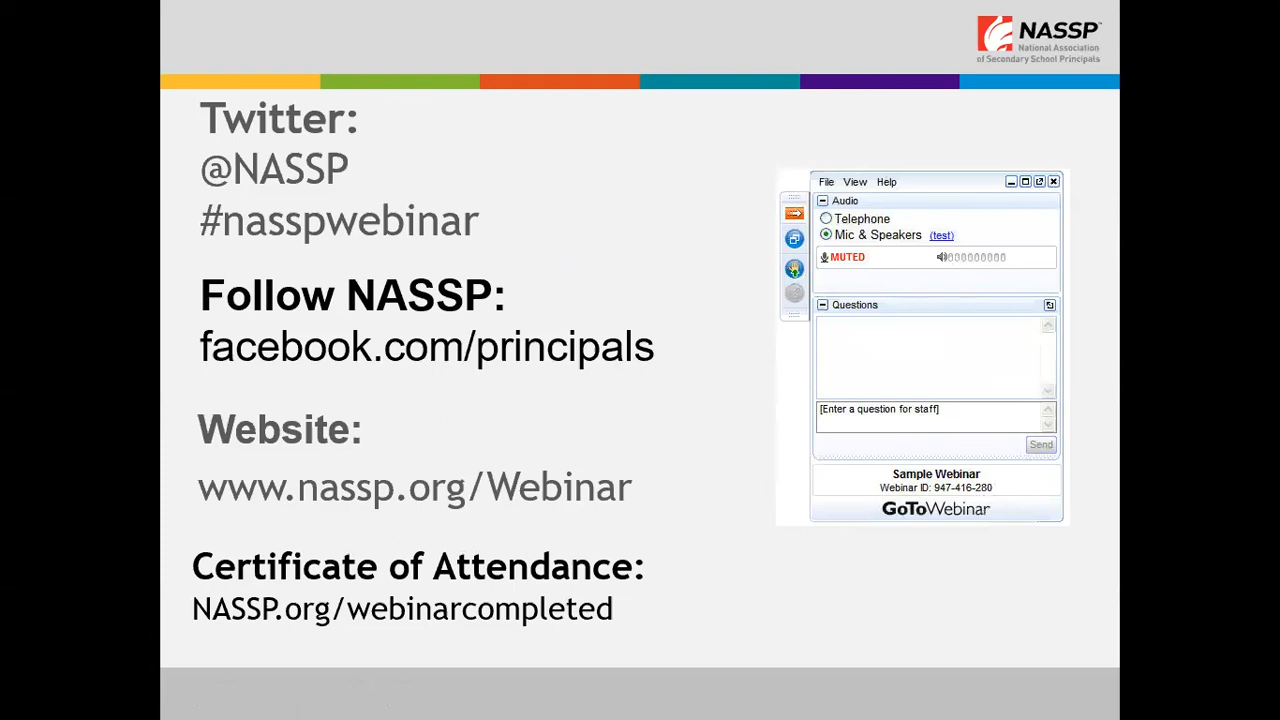 NASSP™
National Association
of Secondary School Principals
Twitter:
@NASSP
#nasspwebinar
Follow NASSP:
facebook.com/principals
Website:
www.nassp.org/Webinar
Certificate of Attendance:
NASSP.org/webinarcompleted
File View Help
Audio
Telephone
Mic & Speakers (test)
MUTED
Questions
[Enter a question for staff]
Send
Sample Webinar
Webinar ID: 947-416-280
GoToWebinar